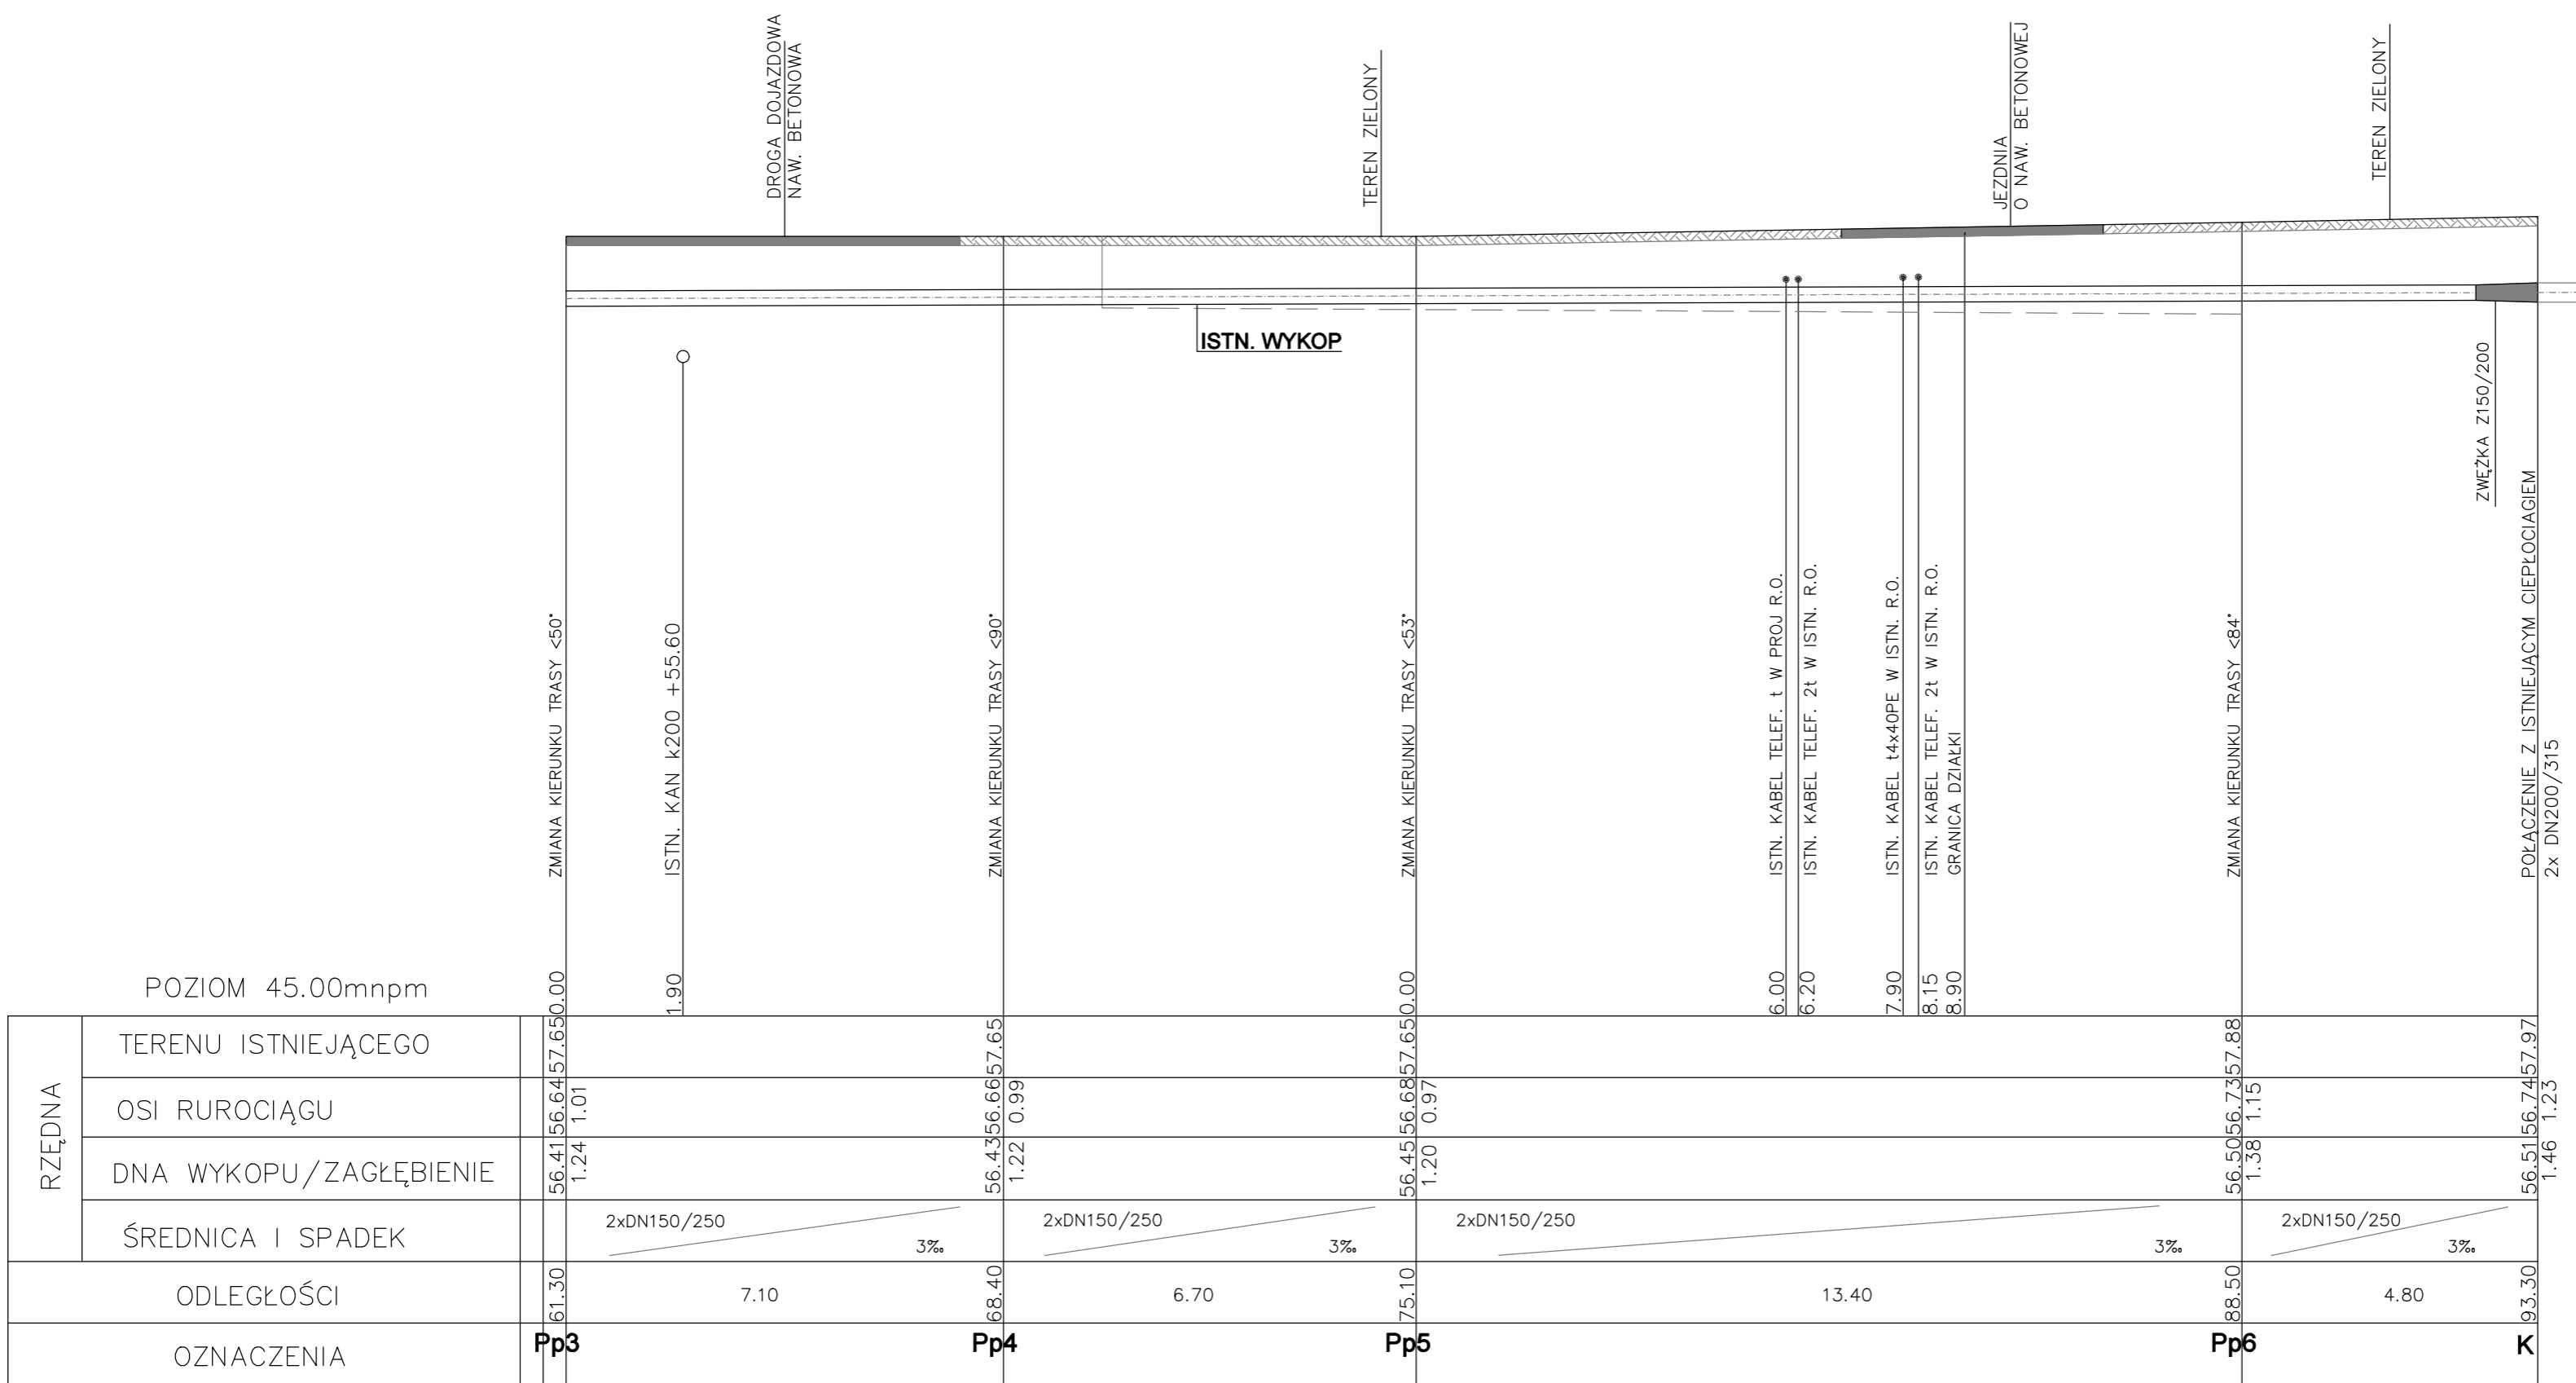 DROGA DOJAZDOWA
NAW. BETONOWA
TEREN ZIELONY
JEZDNIA
O NAW. BETONOWEJ
TEREN ZIELONY
ISTN. WYKOP
ZWĘŻKA Z150/200
ZMIANA KIERUNKU TRASY <50°
ISTN. KAN k200 +55.60
ZMIANA KIERUNKU TRASY <90°
ZMIANA KIERUNKU TRASY <53°
ISTN. KABEL TELEF. t W PROJ R.O.
ISTN. KABEL TELEF. 2t W ISTN. R.O.
ISTN. KABEL t4x40PE W ISTN. R.O.
ISTN. KABEL TELEF. 2t W ISTN. R.O.
GRANICA DZIAŁKI
ZMIANA KIERUNKU TRASY <84°
POŁĄCZENIE Z ISTNIEJĄCYM CIEPŁOCIAGIEM
2x DN200/315
POZIOM 45.00mnpm
0.00
1.90
0.00
6.00
6.20
7.90
8.15
8.90
RZĘDNA
TERENU ISTNIEJĄCEGO
57.65
57.65
57.65
57.88
57.97
OSI RUROCIĄGU
56.64
1.01
56.66
0.99
56.68
0.97
56.73
1.15
56.74
1.23
DNA WYKOPU/ZAGŁĘBIENIE
56.41
1.24
56.43
1.22
56.45
1.20
56.50
1.38
56.51
1.46
ŚREDNICA I SPADEK
2xDN150/250
3‰
2xDN150/250
3‰
2xDN150/250
3‰
2xDN150/250
3‰
ODLEGŁOŚCI
61.30
7.10
68.40
6.70
75.10
13.40
88.50
4.80
93.30
OZNACZENIA
Pp3
Pp4
Pp5
Pp6
K